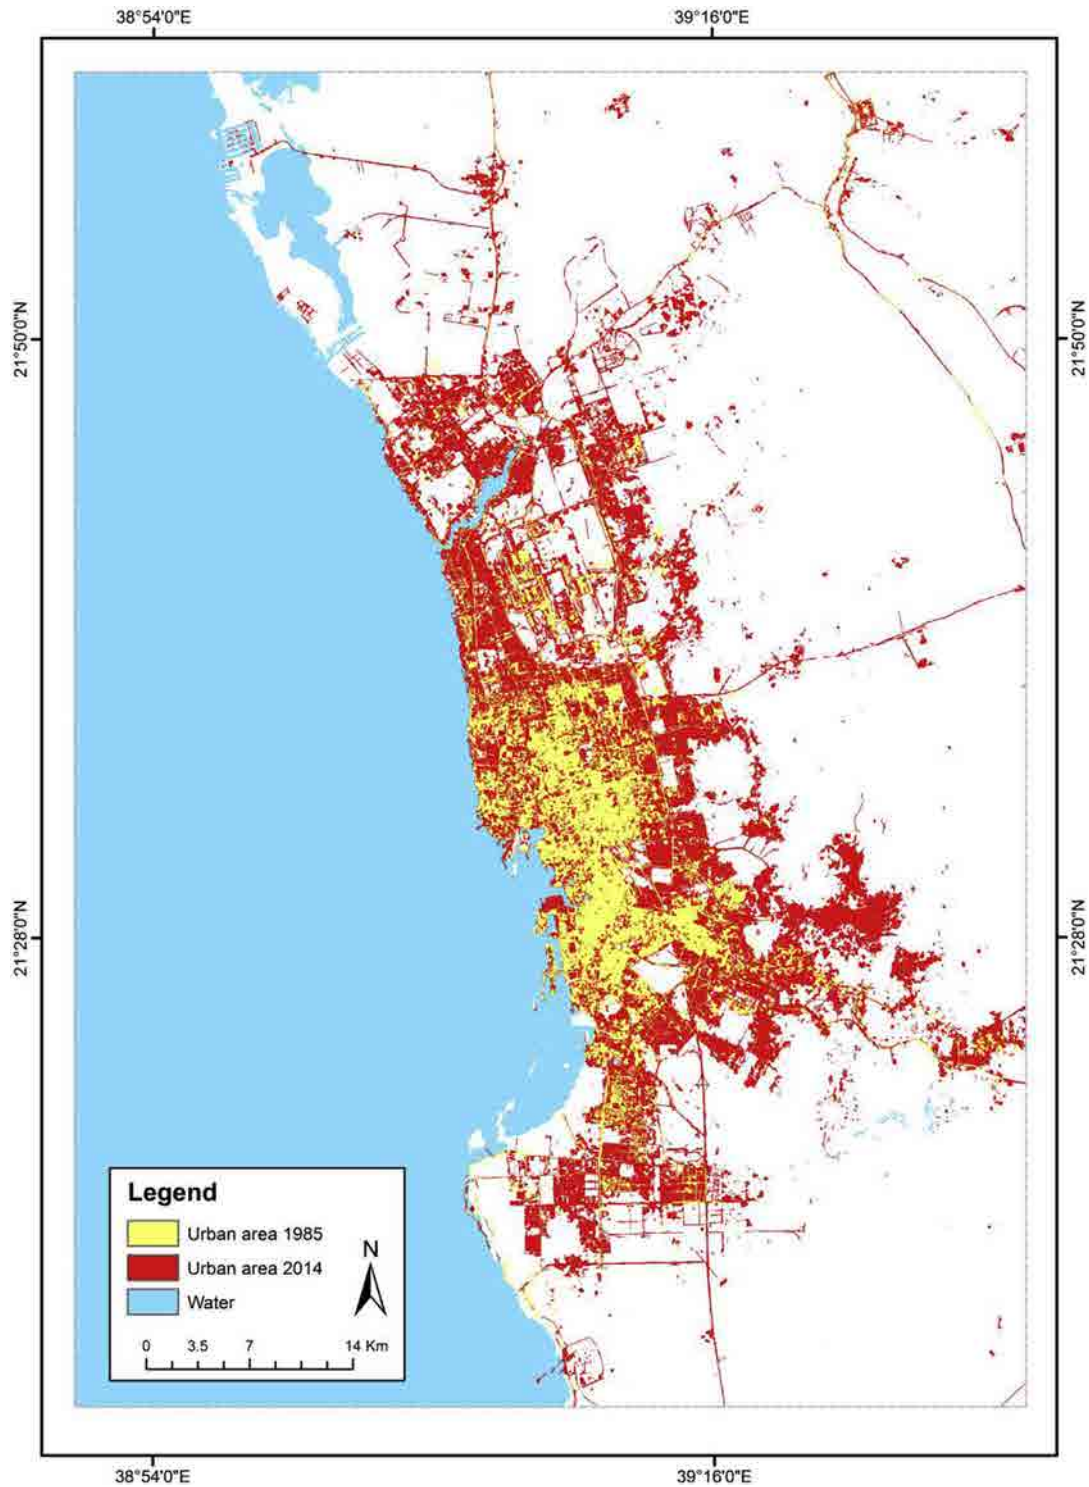 38°54'0"E 39°16'0"E
21°50'0"N 21°50'0"N
21°28'0"N 21°28'0"N
Legend
Urban area 1985
Urban area 2014
Water
N
0 3.5 7 14 Km
38°54'0"E 39°16'0"E